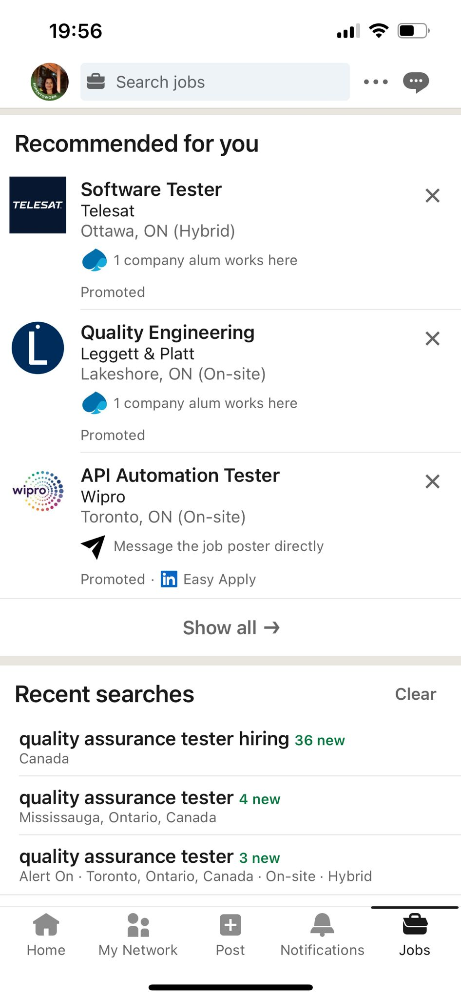 19:56
#OPENTOWORK
Search jobs
Recommended for you
TELESAT
Software Tester
Telesat
Ottawa, ON (Hybrid)
1 company alum works here
Promoted
L
Quality Engineering
Leggett & Platt
Lakeshore, ON (On-site)
1 company alum works here
Promoted
wipro
API Automation Tester
Wipro
Toronto, ON (On-site)
Message the job poster directly
Promoted · in Easy Apply
Show all →
Recent searches
Clear
quality assurance tester hiring 36 new
Canada
quality assurance tester 4 new
Mississauga, Ontario, Canada
quality assurance tester 3 new
Alert On · Toronto, Ontario, Canada · On-site · Hybrid
Home
My Network
Post
Notifications
Jobs